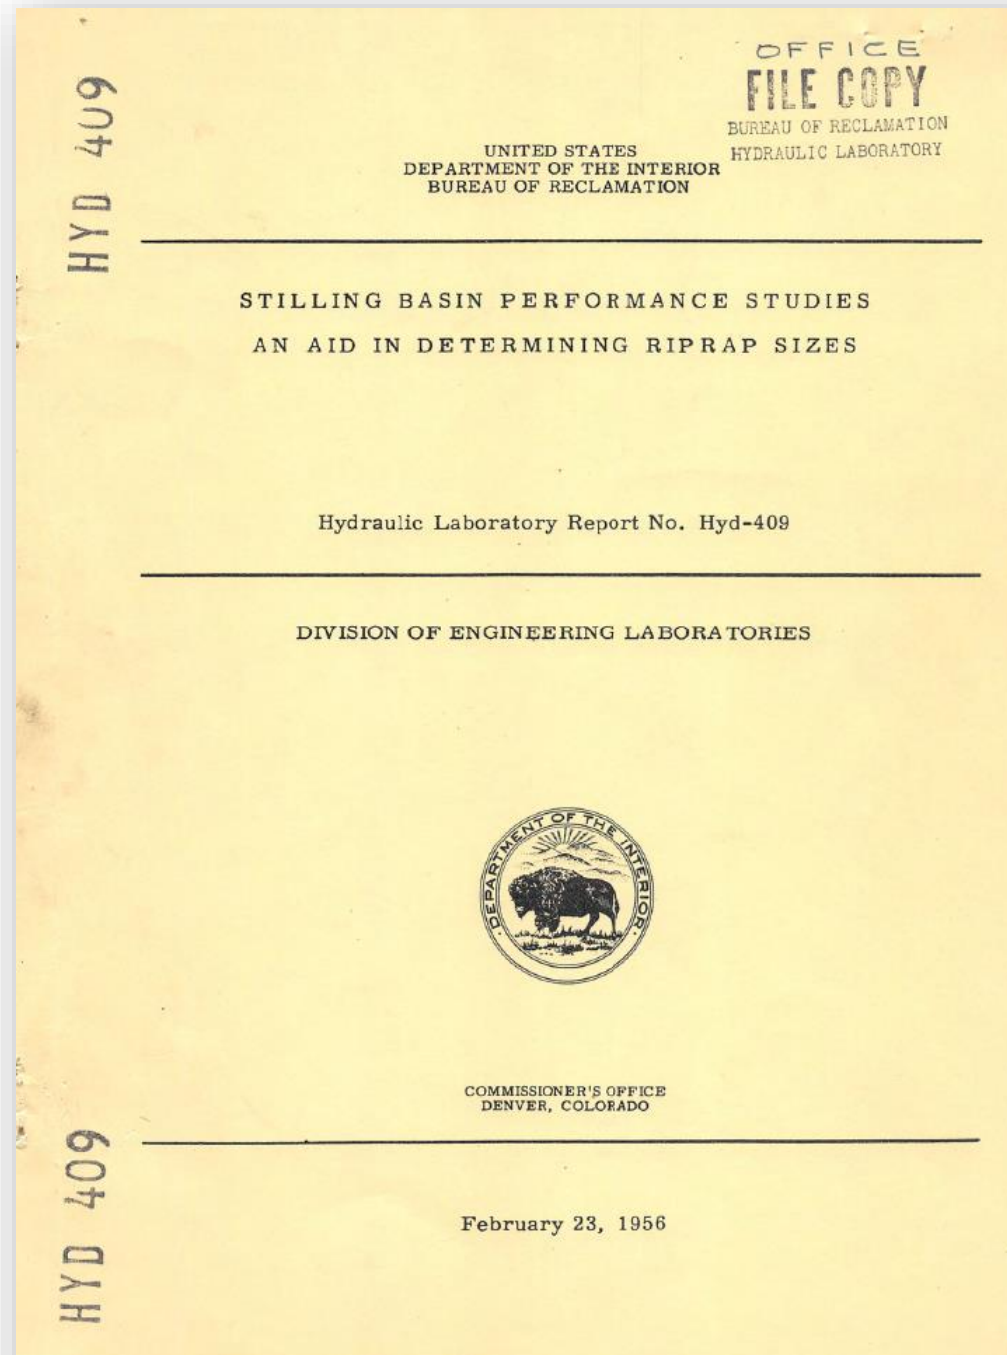 HYD 409
OFFICE
FILE COPY
BUREAU OF RECLAMATION
HYDRAULIC LABORATORY
UNITED STATES
DEPARTMENT OF THE INTERIOR
BUREAU OF RECLAMATION
STILLING BASIN PERFORMANCE STUDIES
AN AID IN DETERMINING RIPRAP SIZES
Hydraulic Laboratory Report No. Hyd-409
DIVISION OF ENGINEERING LABORATORIES
DEPARTMENT OF THE INTERIOR
COMMISSIONER'S OFFICE
DENVER, COLORADO
HYD 409
February 23, 1956